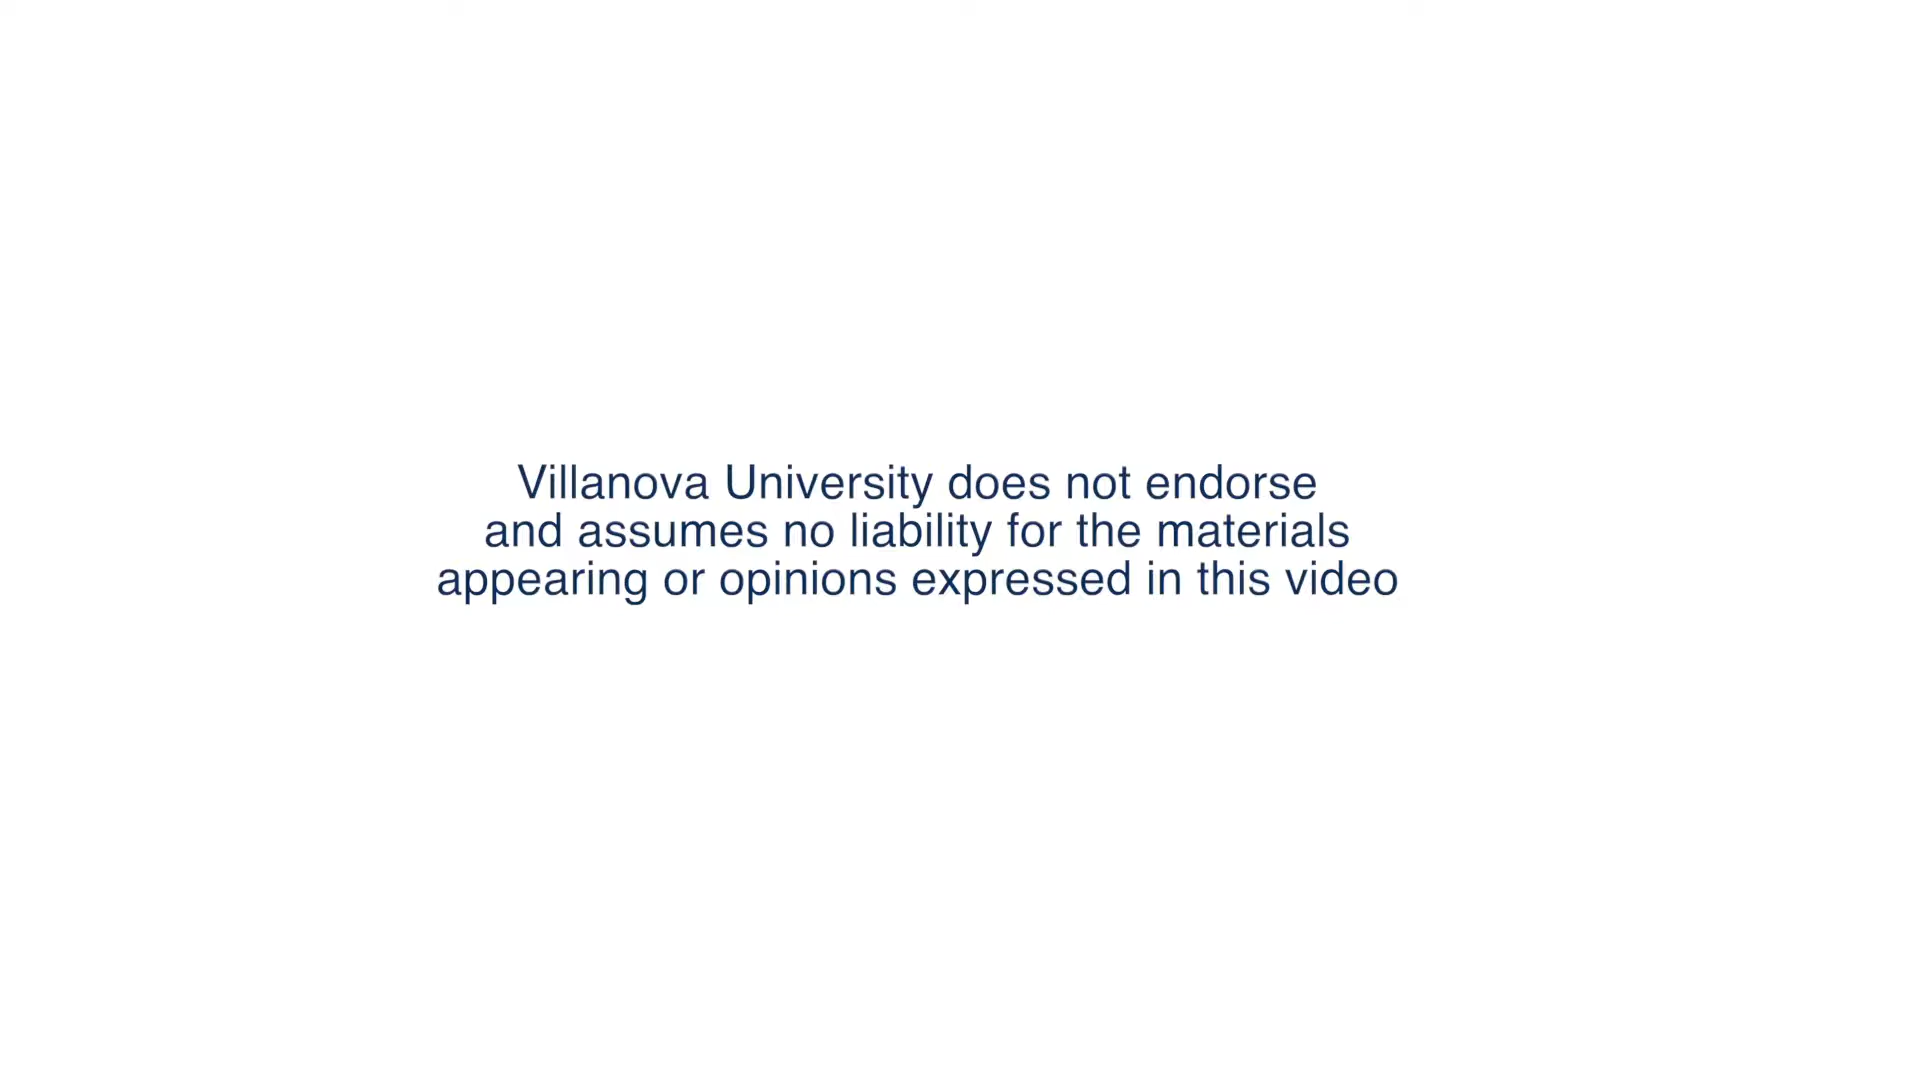 Villanova University does not endorse
and assumes no liability for the materials
appearing or opinions expressed in this video